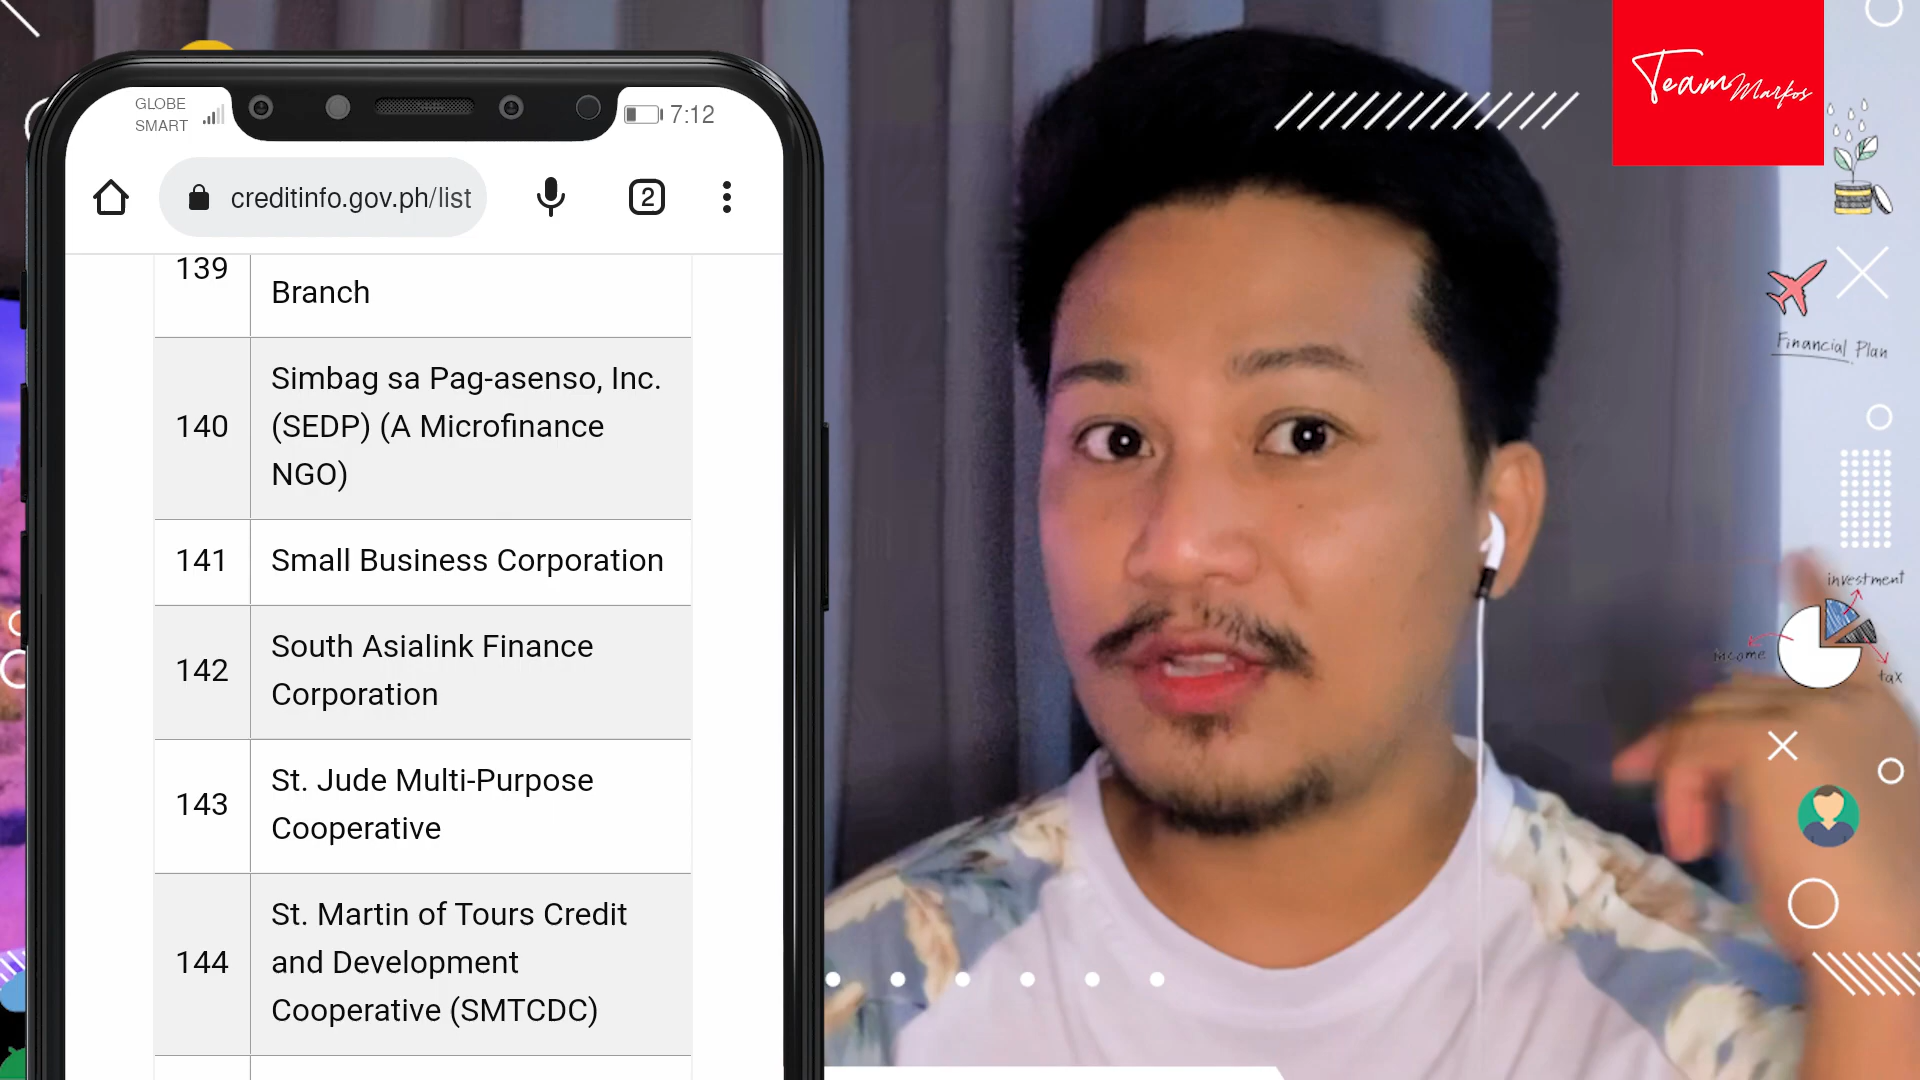 GLOBE
SMART
7:12
creditinfo.gov.ph/list
2
139
Branch
140
Simbag sa Pag-asenso, Inc.
(SEDP) (A Microfinance
NGO)
141
Small Business Corporation
142
South Asialink Finance
Corporation
143
St. Jude Multi-Purpose
Cooperative
144
St. Martin of Tours Credit
and Development
Cooperative (SMTCDC)
Team Markos
Financial Plan
investment
income
tax